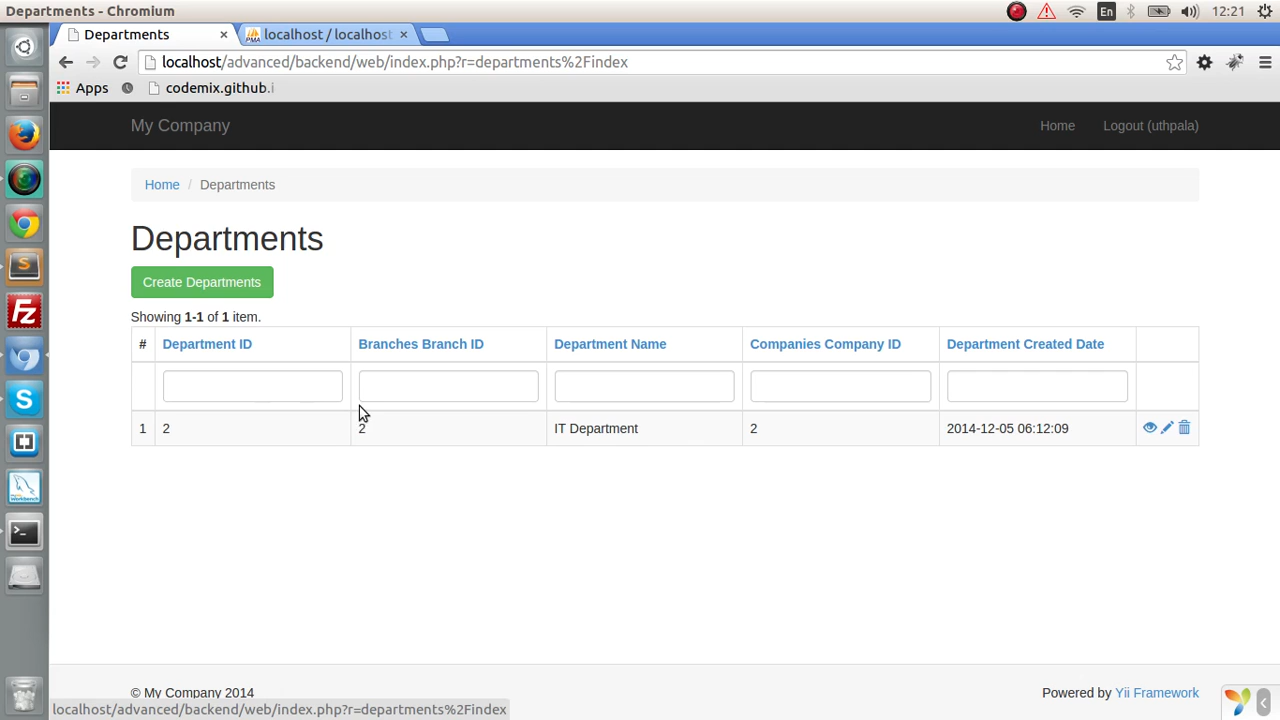 Departments - Chromium
En
12:21
Departments
×
localhost / localhost
×
localhost/advanced/backend/web/index.php?r=departments%2Findex
Apps
codemix.github.i
My Company
Home
Logout (uthpala)
Home / Departments
Departments
Create Departments
Showing 1-1 of 1 item.
# Department ID Branches Branch ID Department Name Companies Company ID Department Created Date
1 2 2 IT Department 2 2014-12-05 06:12:09
© My Company 2014
Powered by Yii Framework
localhost/advanced/backend/web/index.php?r=departments%2Findex